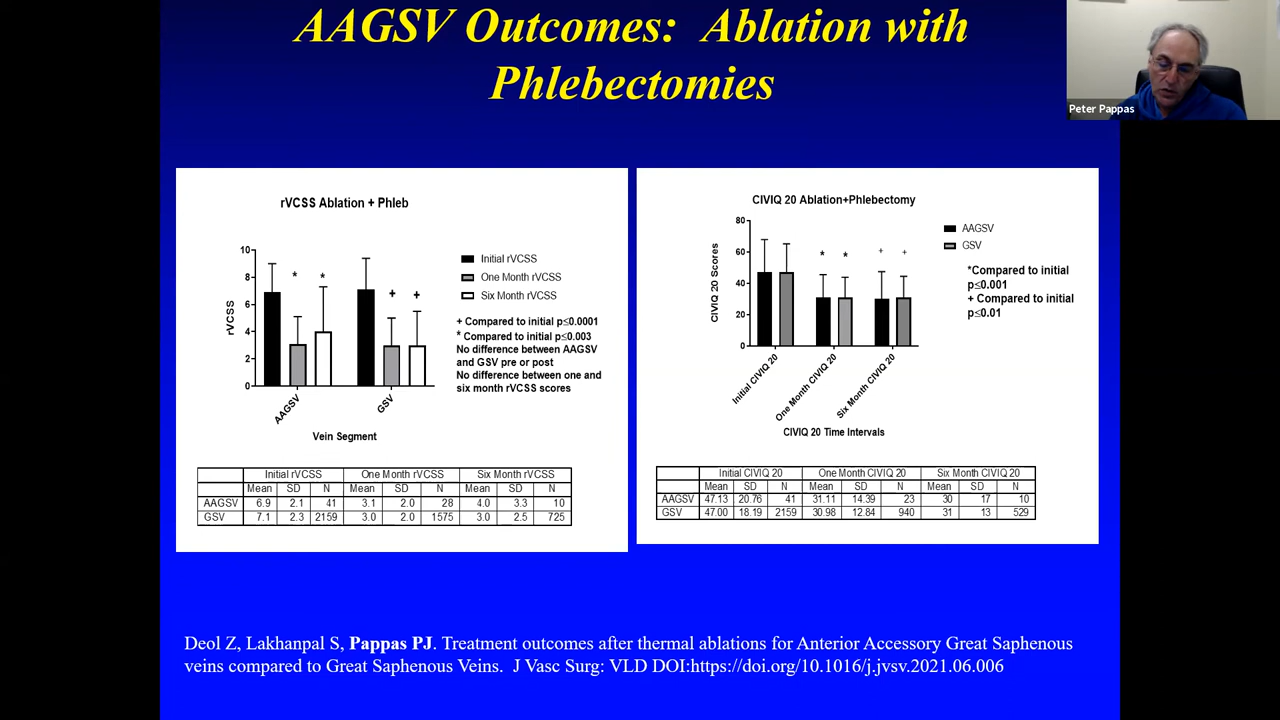 AAGSV Outcomes: Ablation with
Phlebectomies
Peter Pappas
rVCSS Ablation + Phleb
10
8
6
4
2
0
rVCSS
* *
+ +
AAGSV
GSV
Vein Segment
Initial rVCSS
One Month rVCSS
Six Month rVCSS
+ Compared to initial p≤0.0001
* Compared to initial p≤0.003
No difference between AAGSV
and GSV pre or post
No difference between one and
six month rVCSS scores
Initial rVCSS One Month rVCSS Six Month rVCSS
Mean SD N Mean SD N Mean SD N
AAGSV 6.9 2.1 41 3.1 2.0 28 4.0 3.3 10
GSV 7.1 2.3 2159 3.0 2.0 1575 3.0 2.5 725
CIVIQ 20 Ablation+Phlebectomy
80
60
40
20
0
CIVIQ 20 Scores
* *
+ +
Initial CIVIQ 20
One Month CIVIQ 20
Six Month CIVIQ 20
CIVIQ 20 Time Intervals
AAGSV
GSV
*Compared to initial
p≤0.001
+ Compared to initial
p≤0.01
Initial CIVIQ 20 One Month CIVIQ 20 Six Month CIVIQ 20
Mean SD N Mean SD N Mean SD N
AAGSV 47.13 20.76 41 31.11 14.39 23 30 17 10
GSV 47.00 18.19 2159 30.98 12.84 940 31 13 529
Deol Z, Lakhanpal S, Pappas PJ. Treatment outcomes after thermal ablations for Anterior Accessory Great Saphenous
veins compared to Great Saphenous Veins. J Vasc Surg: VLD DOI:https://doi.org/10.1016/j.jvsv.2021.06.006